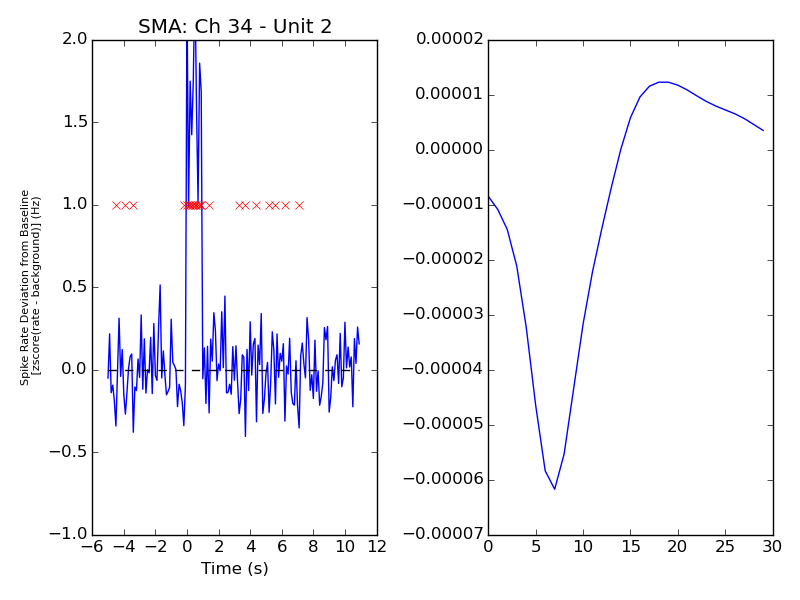 SMA: Ch 34 - Unit 2
Spike Rate Deviation from Baseline
[zscore(rate - background)] (Hz)
2.0
1.5
1.0
0.5
0.0
−0.5
−1.0
−6 −4 −2 0 2 4 6 8 10 12
Time (s)
0.00002
0.00001
0.00000
−0.00001
−0.00002
−0.00003
−0.00004
−0.00005
−0.00006
−0.00007
0 5 10 15 20 25 30